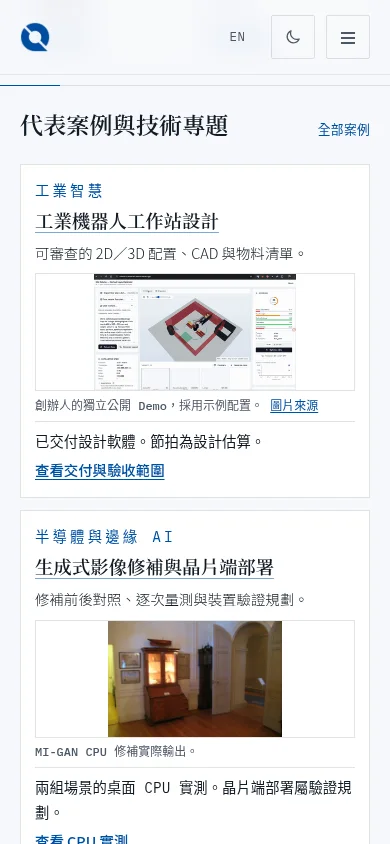 EN
代表案例與技術專題
全部案例
工業智慧
工業機器人工作站設計
可審查的 2D／3D 配置、CAD 與物料清單。
創辦人的獨立公開 Demo，採用示例配置。 圖片來源
已交付設計軟體。節拍為設計估算。
查看交付與驗收範圍
半導體與邊緣 AI
生成式影像修補與晶片端部署
修補前後對照、逐次量測與裝置驗證規劃。
MI-GAN CPU 修補實際輸出。
兩組場景的桌面 CPU 實測。晶片端部署屬驗證規
劃。
查看 CPU 實測